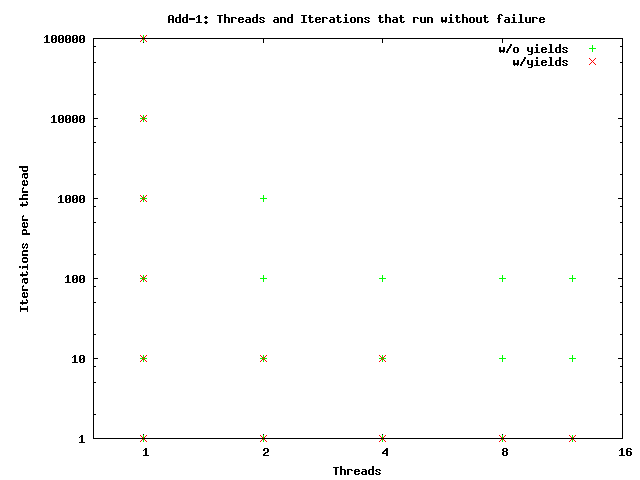 Add-1: Threads and Iterations that run without failure
w/o yields
w/yields
100000
10000
1000
100
10
1
Iterations per thread
1 2 4 8 16
Threads